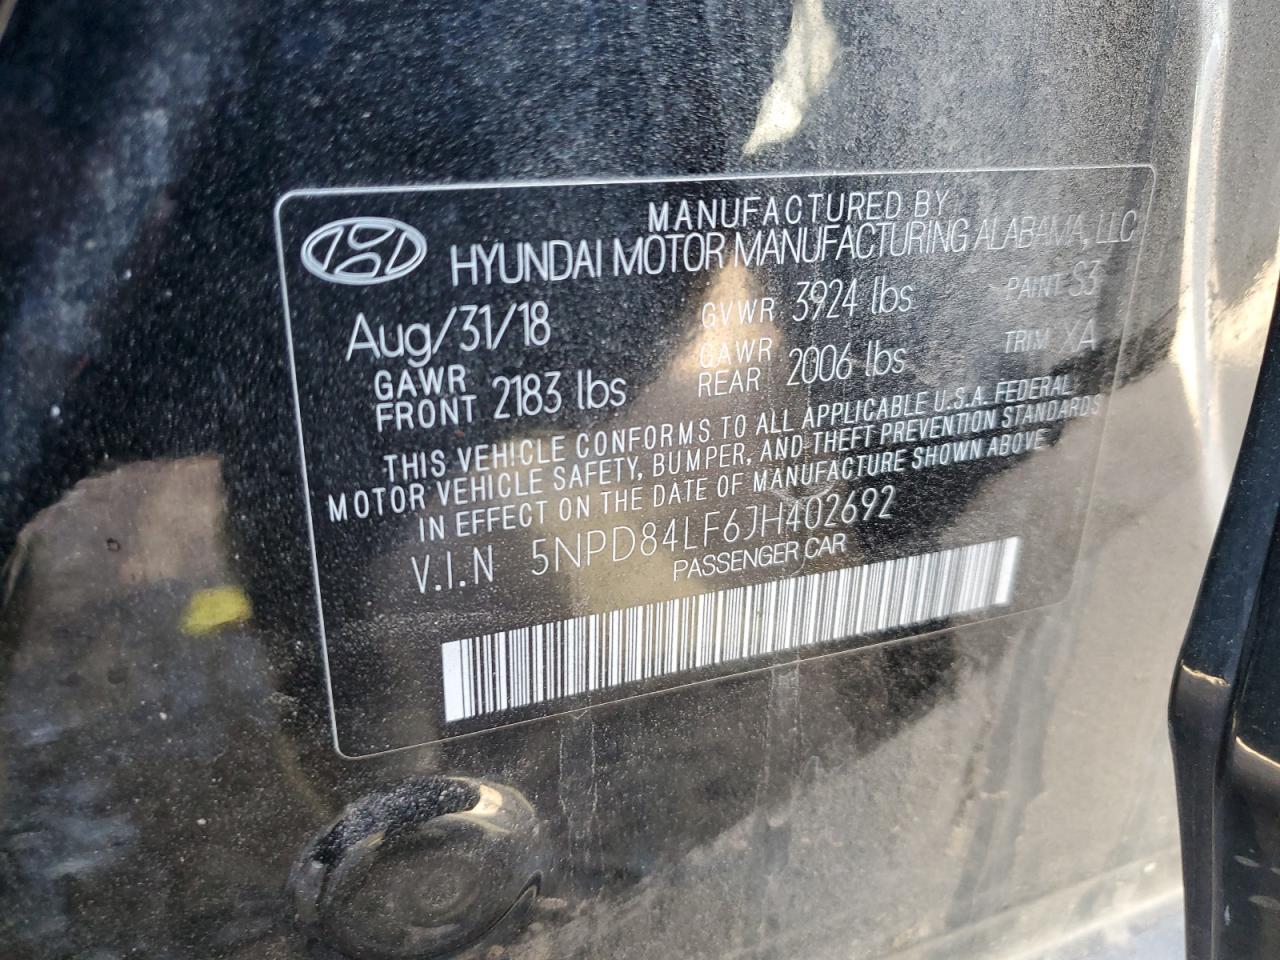 MANUFACTURED BY
HYUNDAI MOTOR MANUFACTURING ALABAMA, LLC
Aug/31/18 GVWR 3924 lbs PAINT S3
GAWR FRONT 2183 lbs GAWR REAR 2006 lbs TRIM XA
THIS VEHICLE CONFORMS TO ALL APPLICABLE U.S.A. FEDERAL
MOTOR VEHICLE SAFETY, BUMPER, AND THEFT PREVENTION STANDARDS
IN EFFECT ON THE DATE OF MANUFACTURE SHOWN ABOVE
V.I.N 5NPD84LF6JH402692
PASSENGER CAR